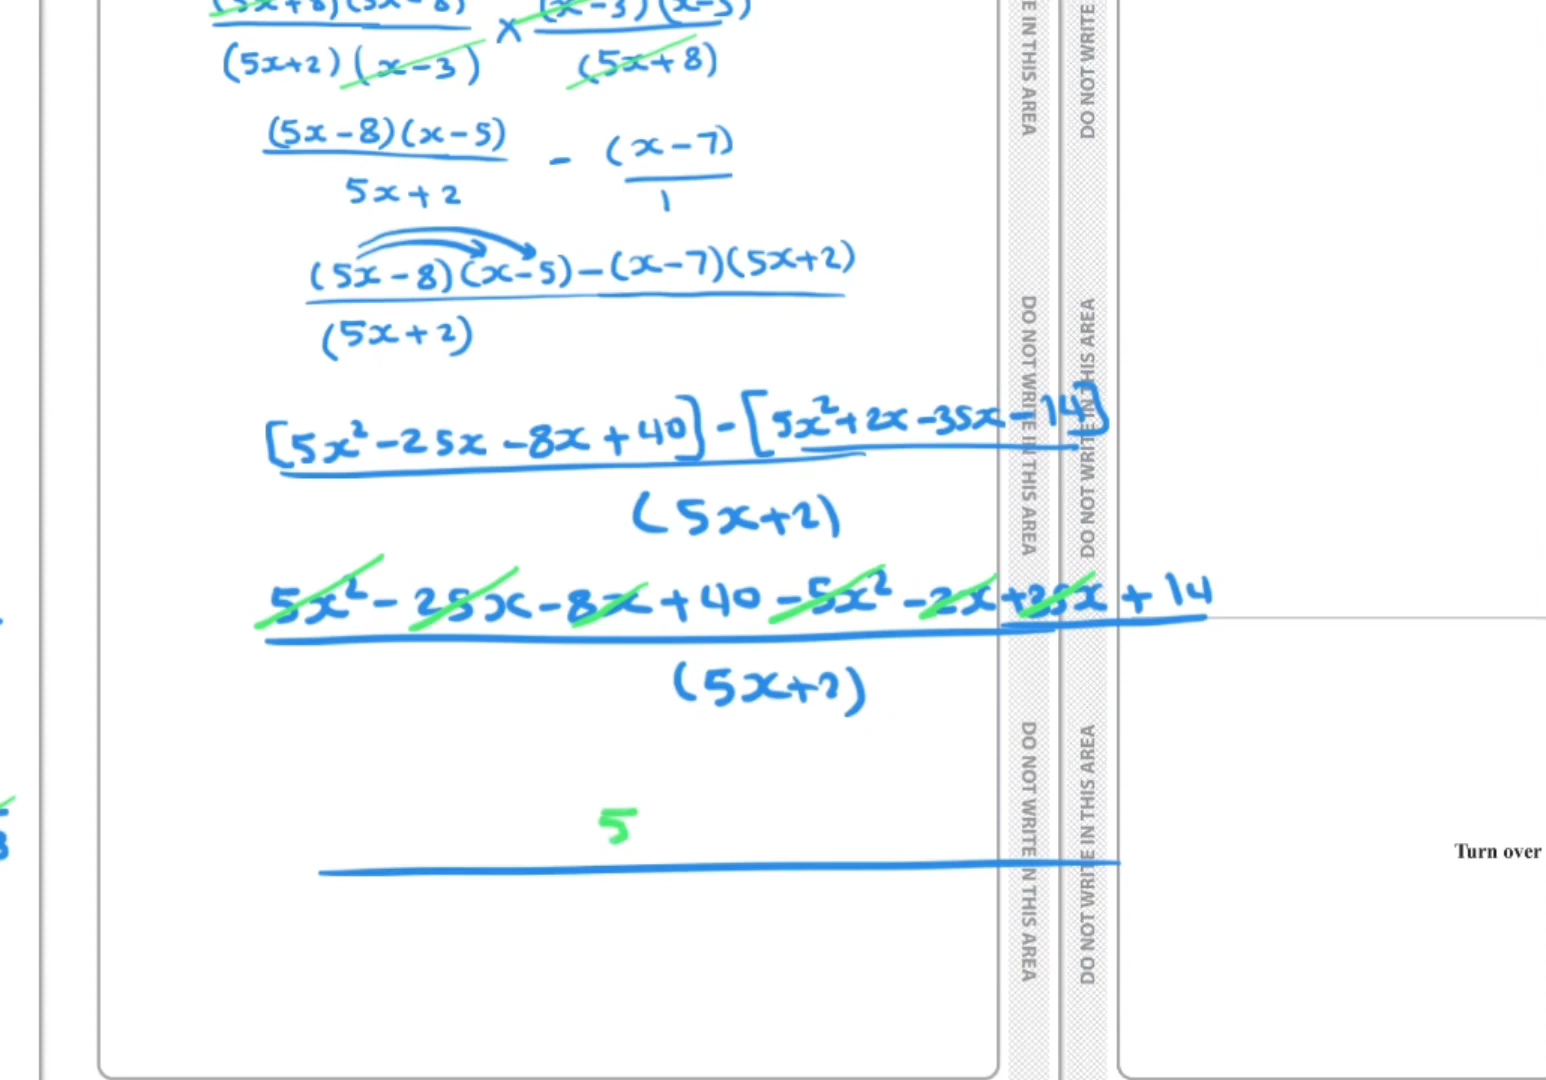 (5x+2)(x-3) × (5x+8)
(5x-8)(x-5) - (x-7)
5x+2 1
(5x-8)(x-5)-(x-7)(5x+2)
(5x+2)
[5x²-25x-8x+40]-[5x²+2x-35x-14]
(5x+2)
5x²-25x-8x+40-5x²-2x+35x+14
(5x+2)
5
E IN THIS AREA
DO NOT WRITE IN THIS AREA
DO NOT WRITE IN THIS AREA
DO NOT WRITE
DO NOT WRITE IN THIS AREA
DO NOT WRITE IN THIS AREA
Turn over